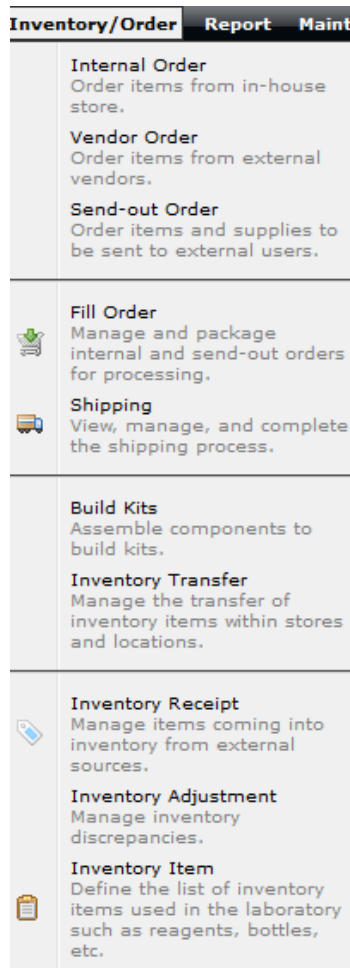 Inventory/Order Report Maint
Internal Order
Order items from in-house
store.
Vendor Order
Order items from external
vendors.
Send-out Order
Order items and supplies to
be sent to external users.
Fill Order
Manage and package
internal and send-out orders
for processing.
Shipping
View, manage, and complete
the shipping process.
Build Kits
Assemble components to
build kits.
Inventory Transfer
Manage the transfer of
inventory items within stores
and locations.
Inventory Receipt
Manage items coming into
inventory from external
sources.
Inventory Adjustment
Manage inventory
discrepancies.
Inventory Item
Define the list of inventory
items used in the laboratory
such as reagents, bottles,
etc.